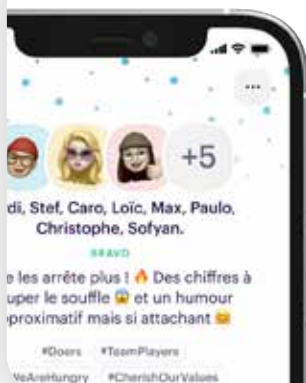 +5
di, Stef, Caro, Loïc, Max, Paulo,
Christophe, Sofyan.
BRAVO
e les arrête plus ! 🔥 Des chiffres à
uper le souffle 😱 et un humour
proximatif mais si attachant 😄
#Doers #TeamPlayers
WeAreHungry #CherishOurValues